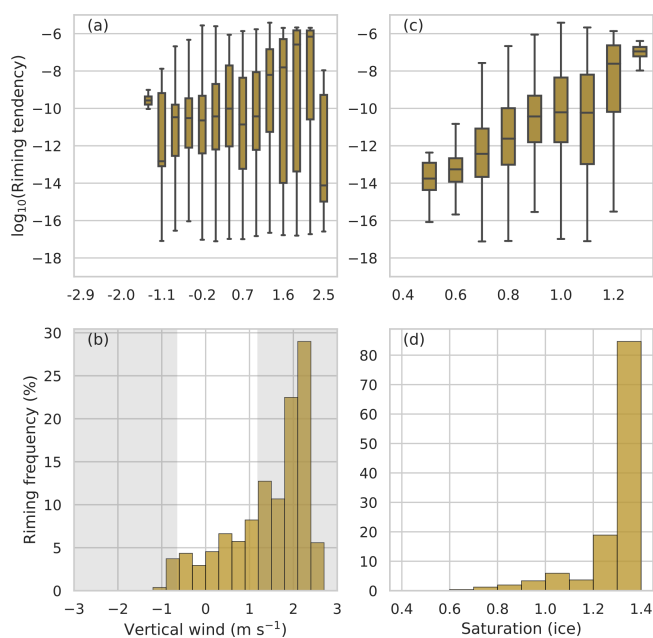 (a)
(c)
log₁₀(Riming tendency)
−6
−8
−10
−12
−14
−16
−18
−6
−8
−10
−12
−14
−16
−18
-2.9 -2.0 -1.1 -0.2 0.7 1.6 2.5
0.4 0.6 0.8 1.0 1.2
(b)
(d)
Riming frequency (%)
30
25
20
15
10
5
0
80
70
60
50
40
30
20
10
0
−3 −2 −1 0 1 2 3
0.4 0.6 0.8 1.0 1.2 1.4
Vertical wind (m s⁻¹)
Saturation (ice)